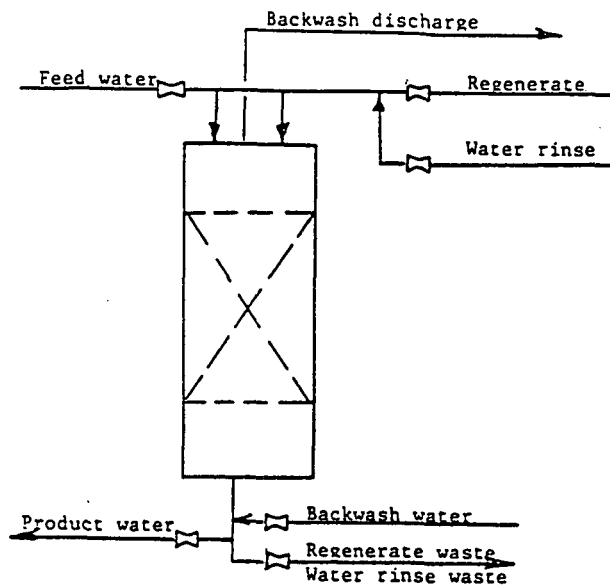 Backwash discharge
Feed water
Regenerate
Water rinse
Backwash water
Product water
Regenerate waste
Water rinse waste